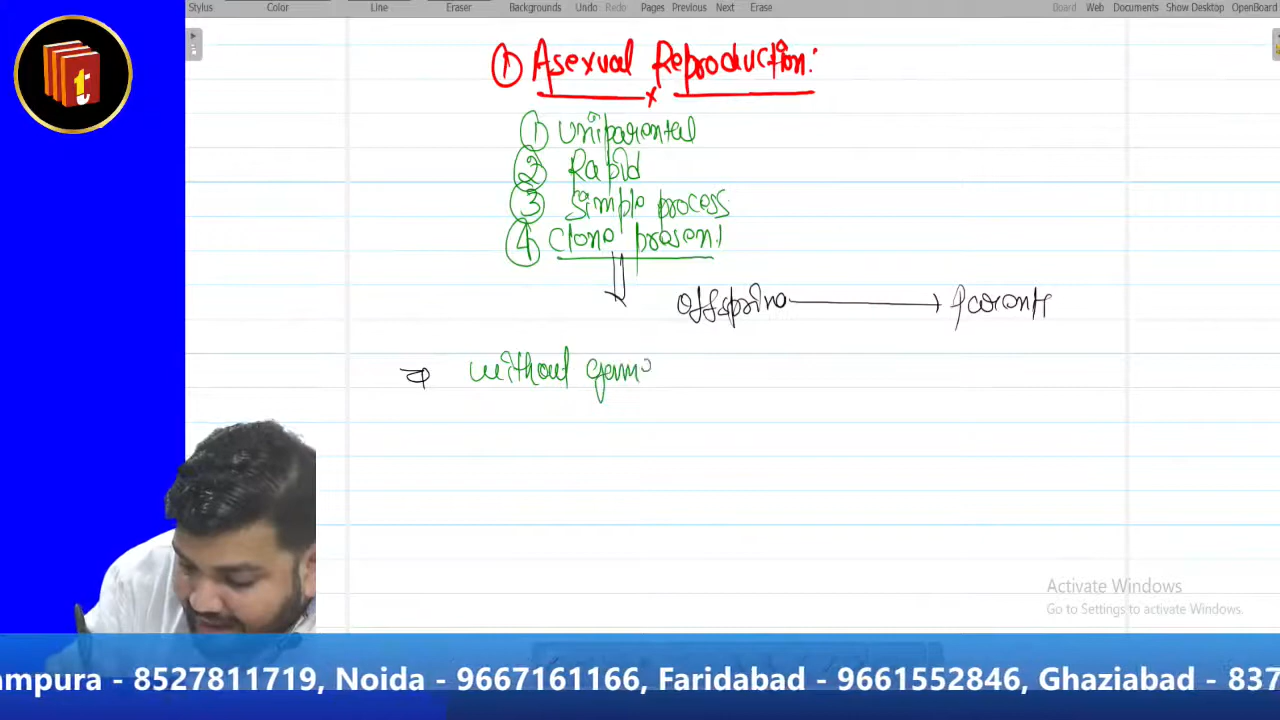 Stylus Color Line Eraser Backgrounds Undo Redo Pages Previous Next Erase Board Web Documents Show Desktop OpenBoard
t
① Asexual Reproduction:
① Uniparental
② Rapid
③ Simple process
④ Clone present
offspring → Parents
⇒ without game
Activate Windows
Go to Settings to activate Windows.
ampura - 8527811719, Noida - 9667161166, Faridabad - 9661552846, Ghaziabad - 837